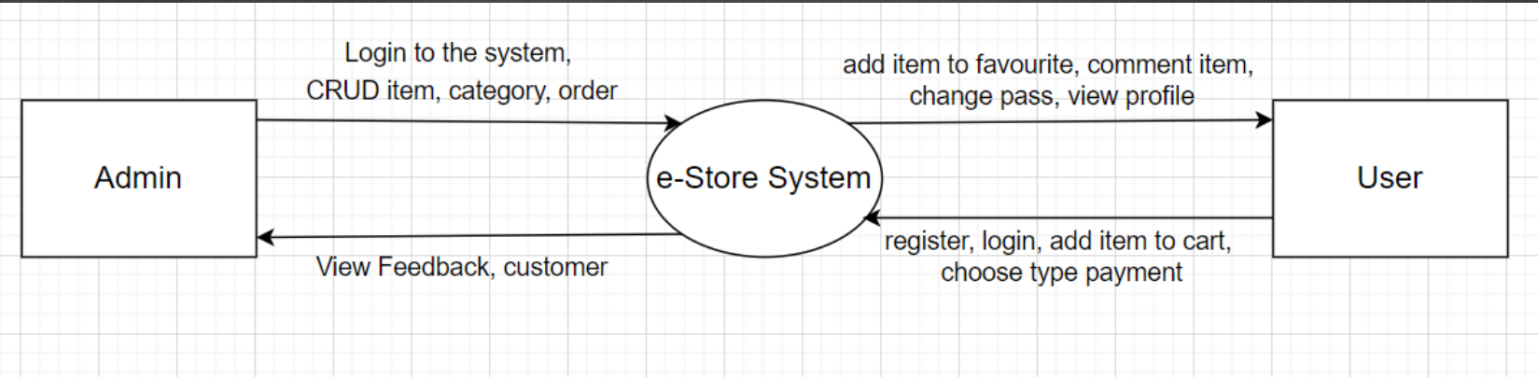 Login to the system,
CRUD item, category, order
add item to favourite, comment item,
change pass, view profile
Admin
e-Store System
User
View Feedback, customer
register, login, add item to cart,
choose type payment